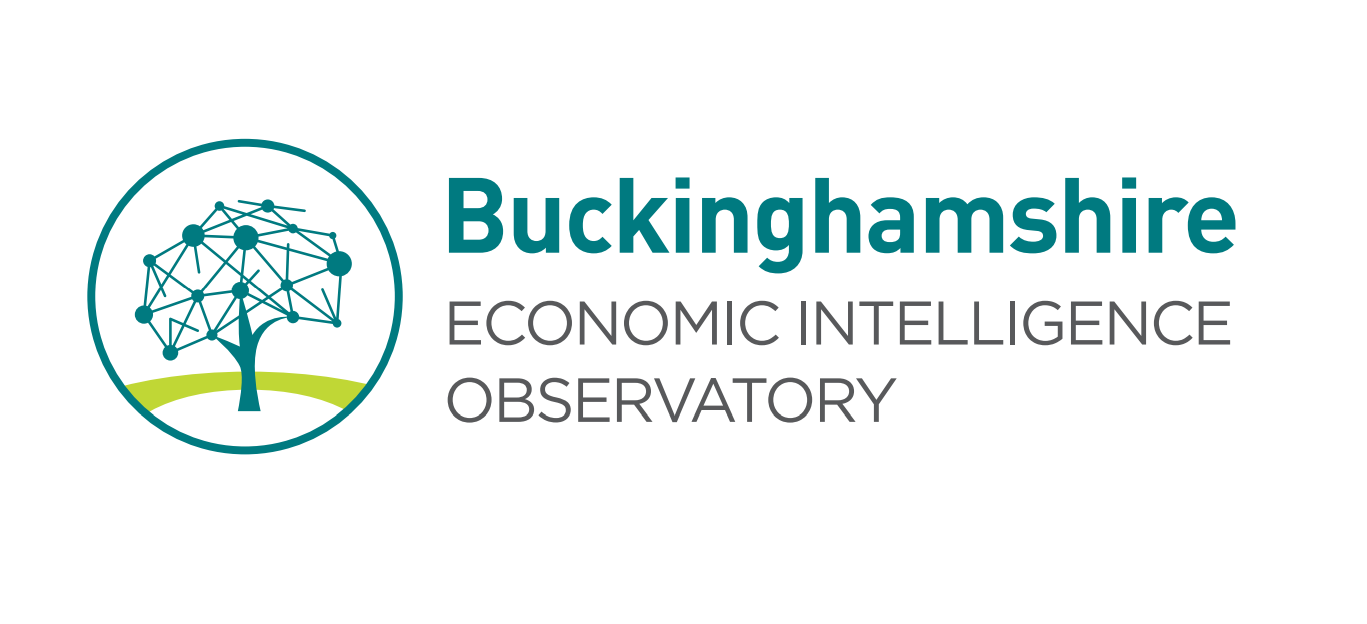 Buckinghamshire
ECONOMIC INTELLIGENCE
OBSERVATORY